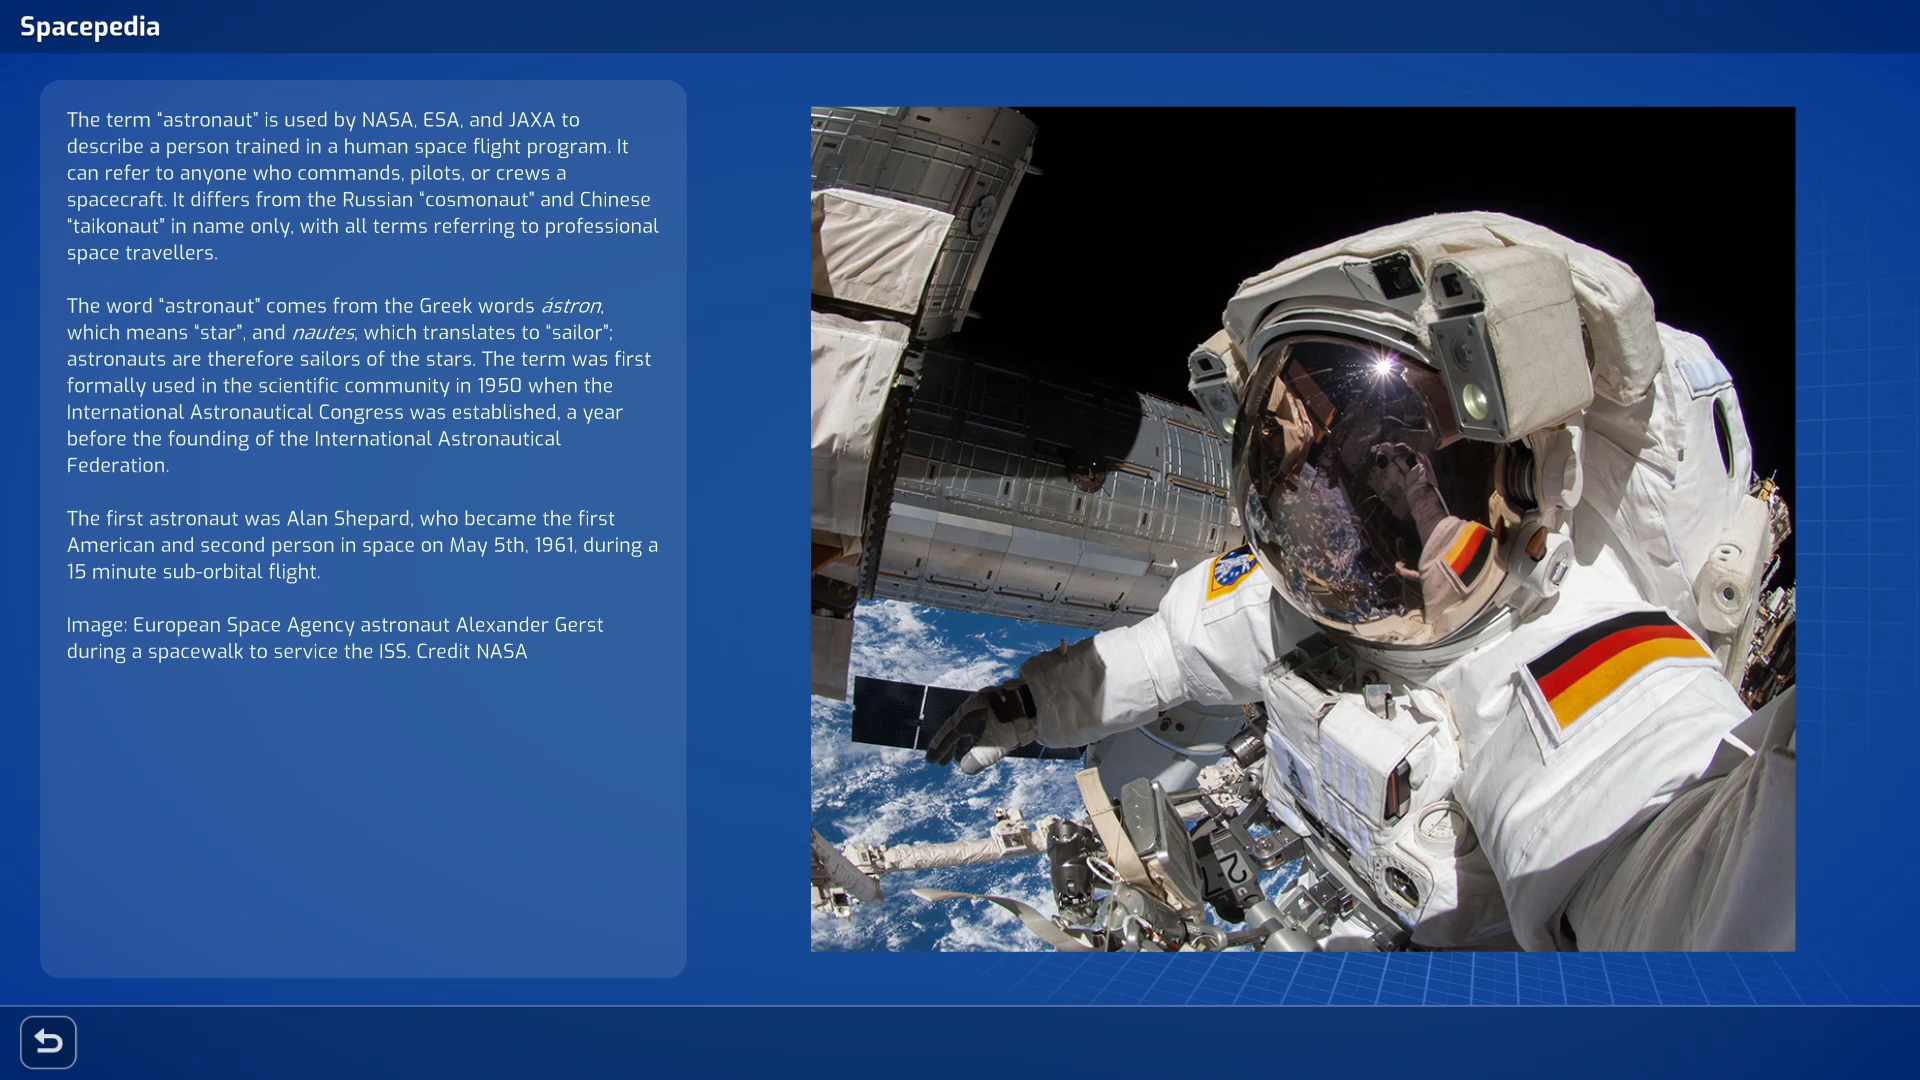 Spacepedia
The term “astronaut” is used by NASA, ESA, and JAXA to
describe a person trained in a human space flight program. It
can refer to anyone who commands, pilots, or crews a
spacecraft. It differs from the Russian “cosmonaut” and Chinese
“taikonaut” in name only, with all terms referring to professional
space travellers.
The word “astronaut” comes from the Greek words ástron,
which means “star”, and nautes, which translates to “sailor”;
astronauts are therefore sailors of the stars. The term was first
formally used in the scientific community in 1950 when the
International Astronautical Congress was established, a year
before the founding of the International Astronautical
Federation.
The first astronaut was Alan Shepard, who became the first
American and second person in space on May 5th, 1961, during a
15 minute sub-orbital flight.
Image: European Space Agency astronaut Alexander Gerst
during a spacewalk to service the ISS. Credit NASA